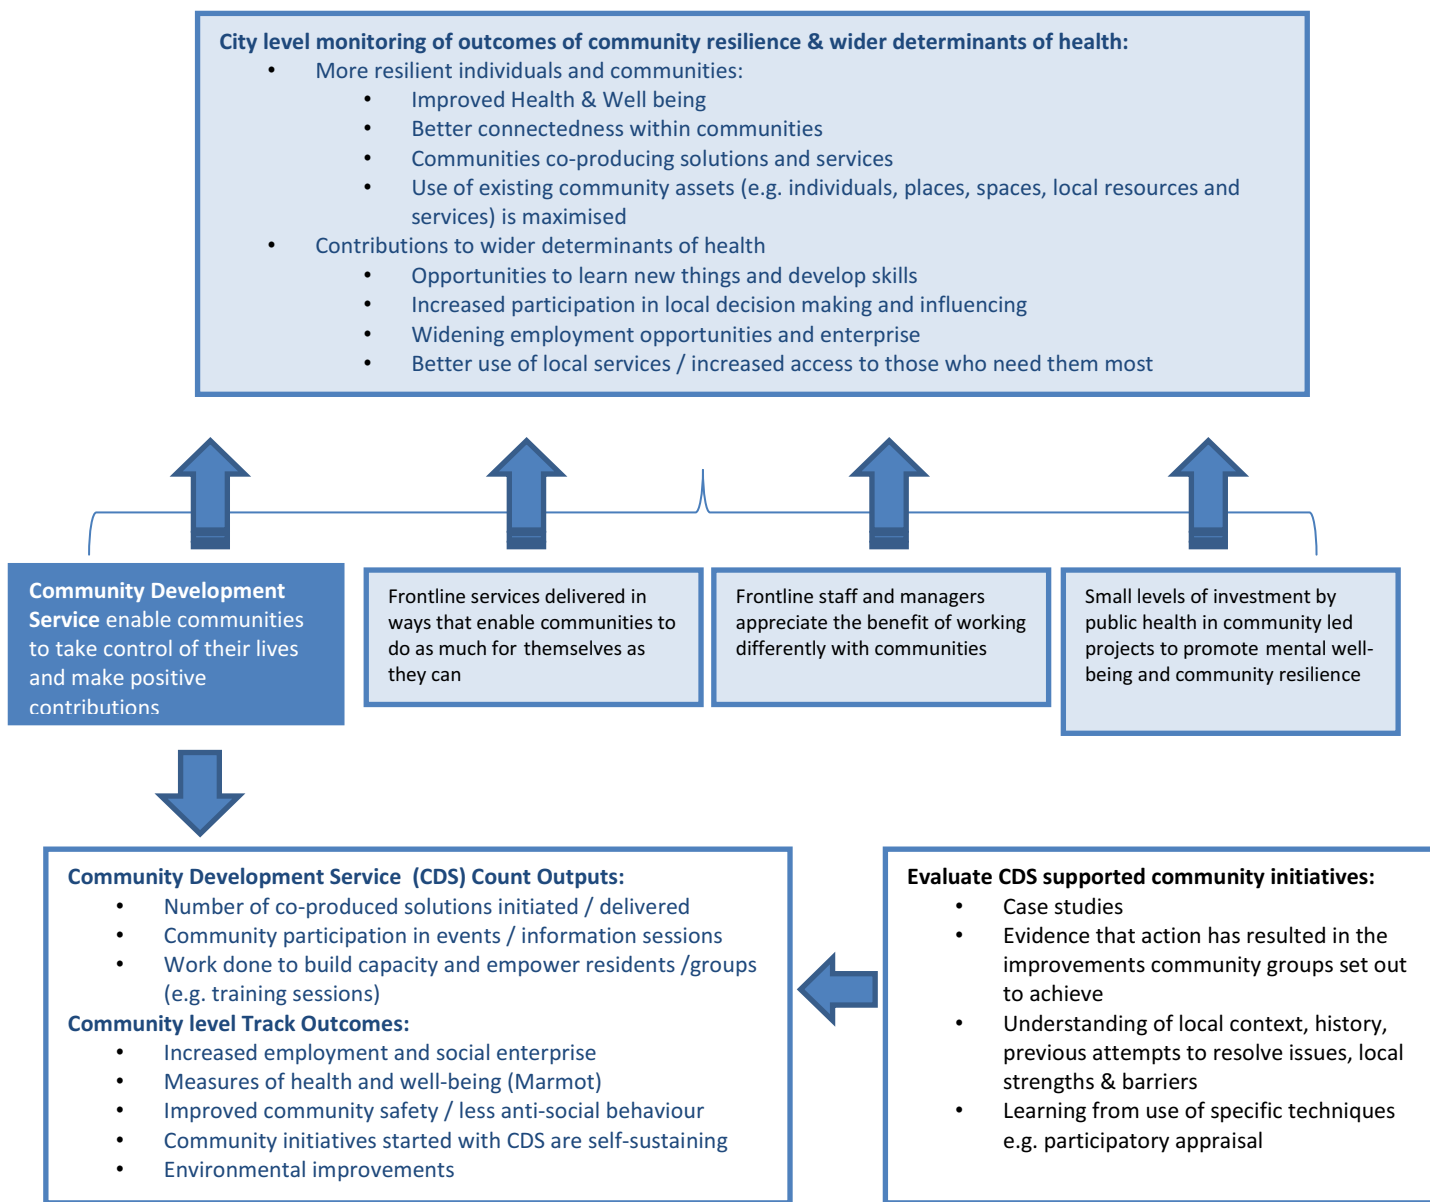 City level monitoring of outcomes of community resilience & wider determinants of health:
• More resilient individuals and communities:
• Improved Health & Well being
• Better connectedness within communities
• Communities co-producing solutions and services
• Use of existing community assets (e.g. individuals, places, spaces, local resources and
services) is maximised
• Contributions to wider determinants of health
• Opportunities to learn new things and develop skills
• Increased participation in local decision making and influencing
• Widening employment opportunities and enterprise
• Better use of local services / increased access to those who need them most
Community Development
Service enable communities
to take control of their lives
and make positive
contributions
Frontline services delivered in
ways that enable communities to
do as much for themselves as
they can
Frontline staff and managers
appreciate the benefit of working
differently with communities
Small levels of investment by
public health in community led
projects to promote mental well-
being and community resilience
Community Development Service (CDS) Count Outputs:
• Number of co-produced solutions initiated / delivered
• Community participation in events / information sessions
• Work done to build capacity and empower residents /groups
(e.g. training sessions)
Community level Track Outcomes:
• Increased employment and social enterprise
• Measures of health and well-being (Marmot)
• Improved community safety / less anti-social behaviour
• Community initiatives started with CDS are self-sustaining
• Environmental improvements
Evaluate CDS supported community initiatives:
• Case studies
• Evidence that action has resulted in the
improvements community groups set out
to achieve
• Understanding of local context, history,
previous attempts to resolve issues, local
strengths & barriers
• Learning from use of specific techniques
e.g. participatory appraisal